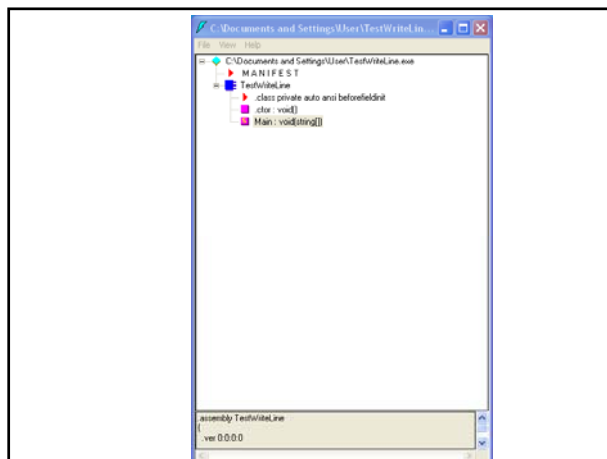 C:\Documents and Settings\User\TestWriteLin...
File View Help
C:\Documents and Settings\User\TestWriteLine.exe
M A N I F E S T
TestWriteLine
.class private auto ansi beforefieldinit
.ctor : void()
Main : void(string[])
.assembly TestWriteLine
{
.ver 0:0:0:0